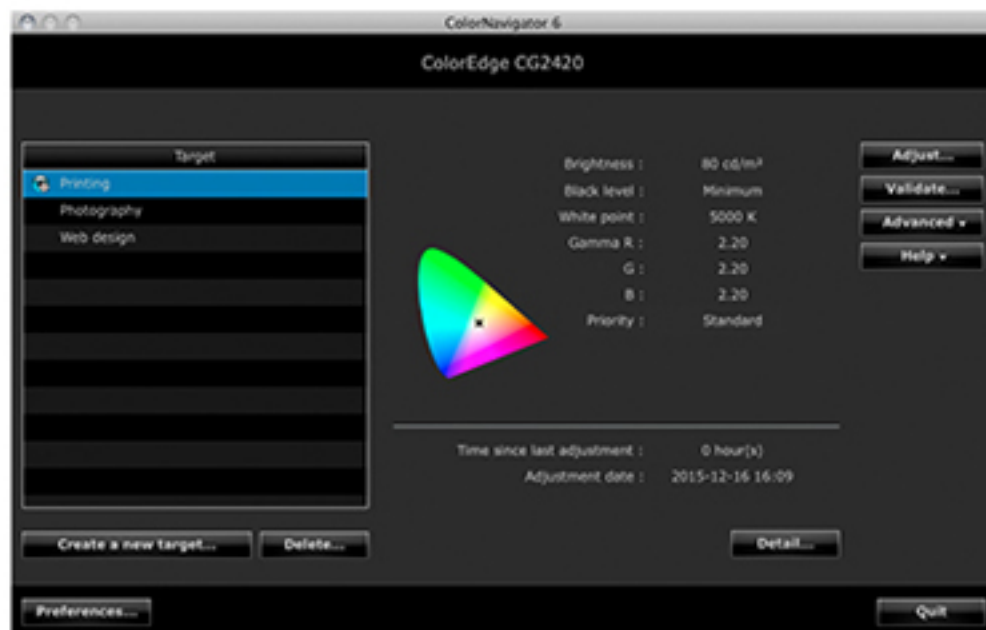 ColorNavigator 6
ColorEdge CG2420
Target
Printing
Photography
Web design
Brightness : 80 cd/m²
Black level : Minimum
White point : 5000 K
Gamma R : 2.20
G : 2.20
B : 2.20
Priority : Standard
Adjust...
Validate...
Advanced
Help
Time since last adjustment : 0 hour(s)
Adjustment date : 2015-12-16 16:09
Create a new target...
Delete...
Detail...
Preferences...
Quit